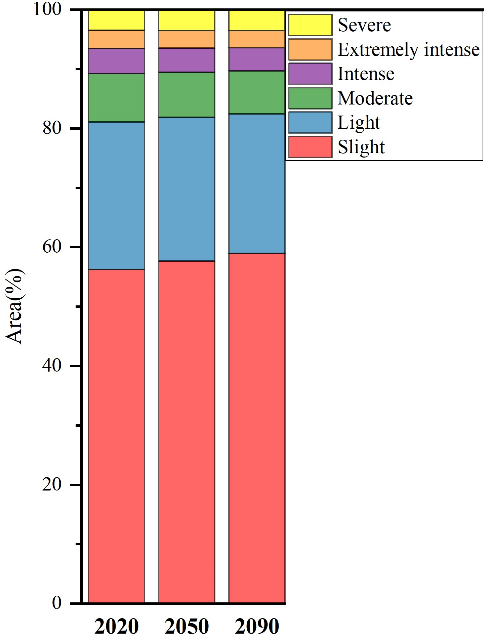 100
80
60
40
20
0
Area(%)
Severe
Extremely intense
Intense
Moderate
Light
Slight
2020 2050 2090